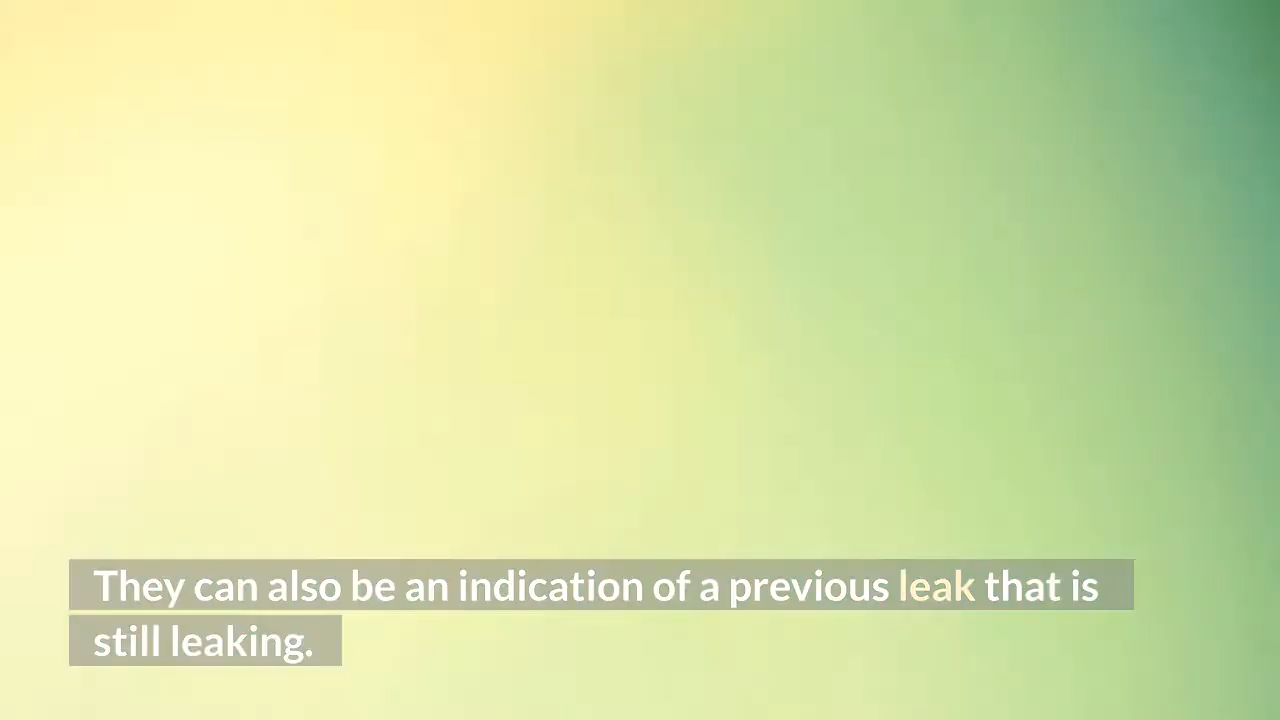 They can also be an indication of a previous leak that is
still leaking.